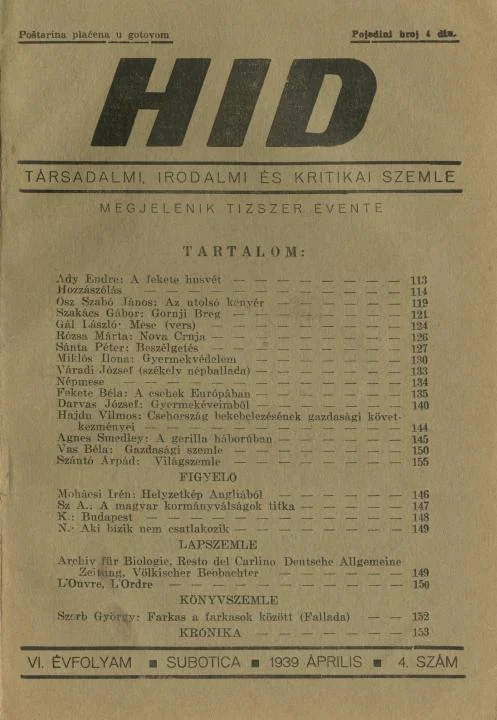 Poštarina plaćena u gotovom
Pojedini broj 4 din.
HID
TÁRSADALMI, IRODALMI ÉS KRITIKAI SZEMLE
MEGJELENIK TIZSZER ÉVENTE
TARTALOM:
Ady Endre: A fekete husvét — — — — — — — 113
Hozzászólás — — — — — — — — — — 114
Ősz Szabó János: Az utolsó kenyér — — — — — — 119
Szakács Gábor: Gornji Breg — — — — — — — 121
Gál László: Mese (vers) — — — — — — — — 124
Rózsa Márta: Nova Crnja — — — — — — — — 126
Sánta Péter: Beszélgetés — — — — — — — — 127
Miklós Ilona: Gyermekvédelem — — — — — — — 130
Váradi József (székely népballada) — — — — — — 133
Népmese — — — — — — — — — — — 134
Fekete Béla: A csehek Európában — — — — — — 135
Darvas József: Gyermekéveimből — — — — — — 140
Hajdu Vilmos: Csehország bekebelezésének gazdasági követ-
kezményei — — — — — — — — — — 144
Agnes Smedley: A gerilla háborúban — — — — — 145
Vas Béla: Gazdasági szemle — — — — — — — 150
Szántó Árpád: Világszemle — — — — — — — 155
FIGYELŐ
Mohácsi Irén: Helyzetkép Angliából — — — — — — 146
Sz A.: A magyar kormányválságok titka — — — — 147
K.: Budapest — — — — — — — — — — 148
N.: Aki bízik nem csatlakozik — — — — — — — 149
LAPSZEMLE
Archiv für Biologie, Resto del Carlino, Deutsche Allgemeine
Zeitung, Völkischer Beobachter — — — — — — 149
L'Ouvre, L'Ordre — — — — — — — — — 150
KÖNYVSZEMLE
Szerb György: Farkas a farkasok között (Fallada) — — 152
KRÓNIKA — — — — — 153
VI. ÉVFOLYAM ■ SUBOTICA ■ 1939 ÁPRILIS ■ 4. SZÁM